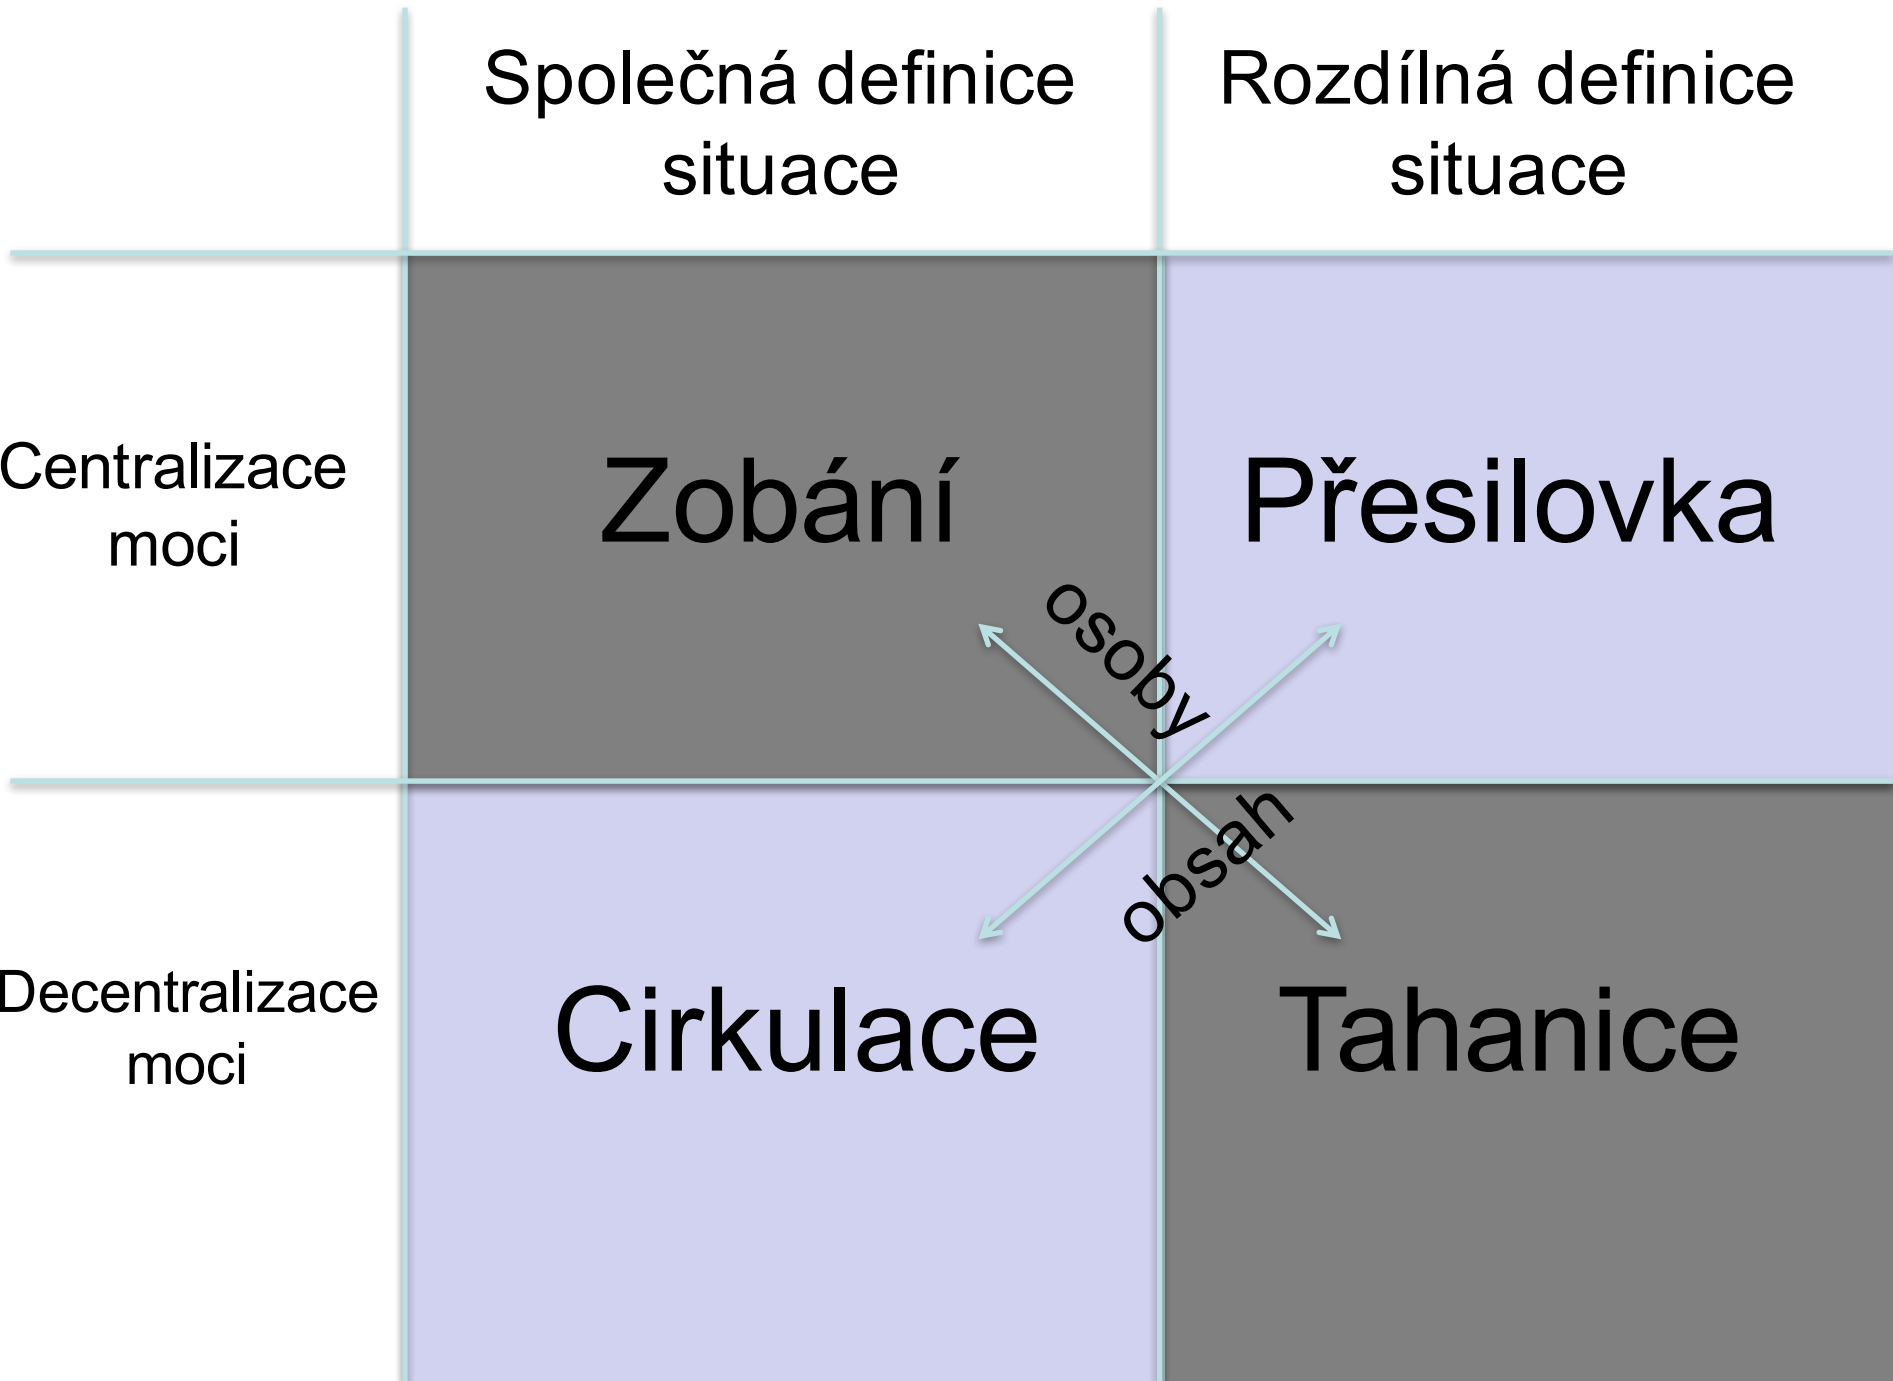 Společná definice
situace
Rozdílná definice
situace
Centralizace
moci
Zobání
Přesilovka
osoby
obsah
Decentralizace
moci
Cirkulace
Tahanice